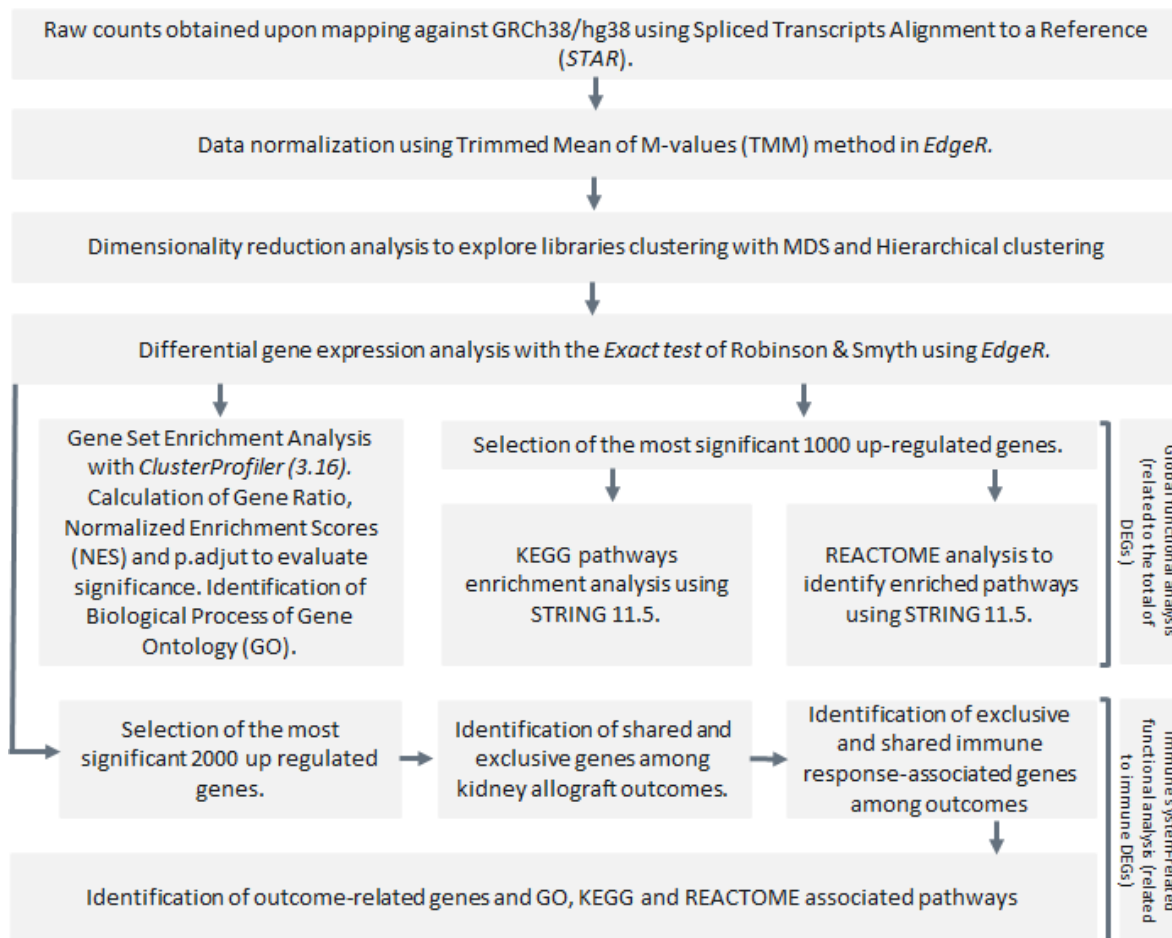 Raw counts obtained upon mapping against GRCh38/hg38 using Spliced Transcripts Alignment to a Reference
(STAR).
Data normalization using Trimmed Mean of M-values (TMM) method in EdgeR.
Dimensionality reduction analysis to explore libraries clustering with MDS and Hierarchical clustering
Differential gene expression analysis with the Exact test of Robinson & Smyth using EdgeR.
Gene Set Enrichment Analysis
with ClusterProfiler (3.16).
Calculation of Gene Ratio,
Normalized Enrichment Scores
(NES) and p.adjut to evaluate
significance. Identification of
Biological Process of Gene
Ontology (GO).
Selection of the most significant 1000 up-regulated genes.
KEGG pathways
enrichment analysis using
STRING 11.5.
REACTOME analysis to
identify enriched pathways
using STRING 11.5.
Global functional analysis
(related to the total of
DEGs)
Selection of the most
significant 2000 up regulated
genes.
Identification of shared and
exclusive genes among
kidney allograft outcomes.
Identification of exclusive
and shared immune
response-associated genes
among outcomes
Immune system-related
functional analysis (related
to immune DEGs)
Identification of outcome-related genes and GO, KEGG and REACTOME associated pathways